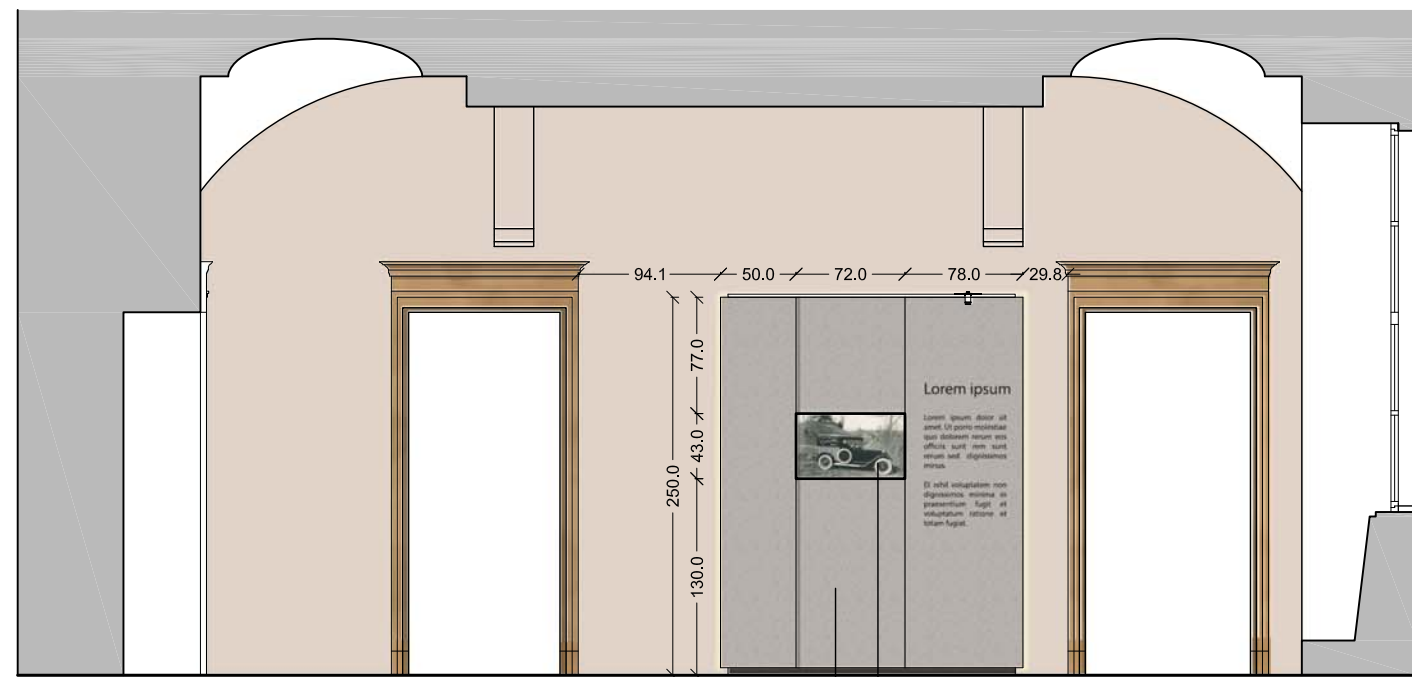 94.1 50.0 72.0 78.0 29.8
77.0
43.0
250.0
130.0
Lorem ipsum
Lorem ipsum dolor sit
amet. Ut porro molestiae
quo dolorem rerum eos
officiis sunt rem sunt
rerum sed dignissimos
minus.
Et nihil voluptatem non
dignissimos minima in
praesentium fugit et
voluptatum ratione et
totam fugiat.